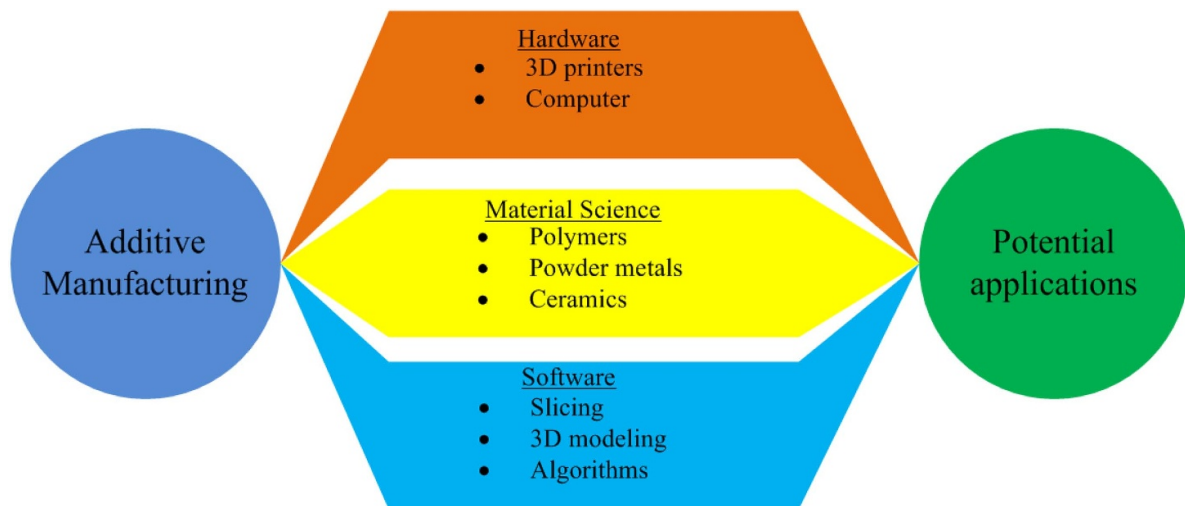 Hardware
• 3D printers
• Computer
Additive
Manufacturing
Material Science
• Polymers
• Powder metals
• Ceramics
Potential
applications
Software
• Slicing
• 3D modeling
• Algorithms